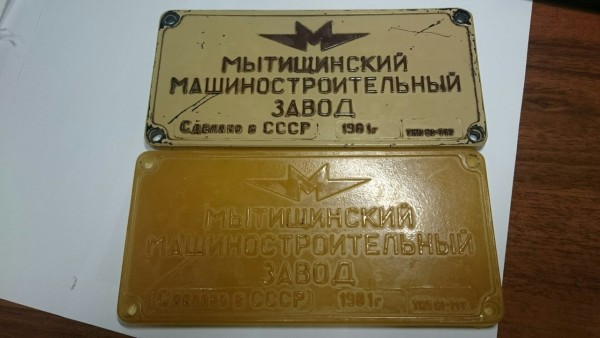 М
МЫТИЩИНСКИЙ
МАШИНОСТРОИТЕЛЬНЫЙ
ЗАВОД
Сделано в СССР 1981г
М
МЫТИЩИНСКИЙ
МАШИНОСТРОИТЕЛЬНЫЙ
ЗАВОД
Сделано в СССР 1981г